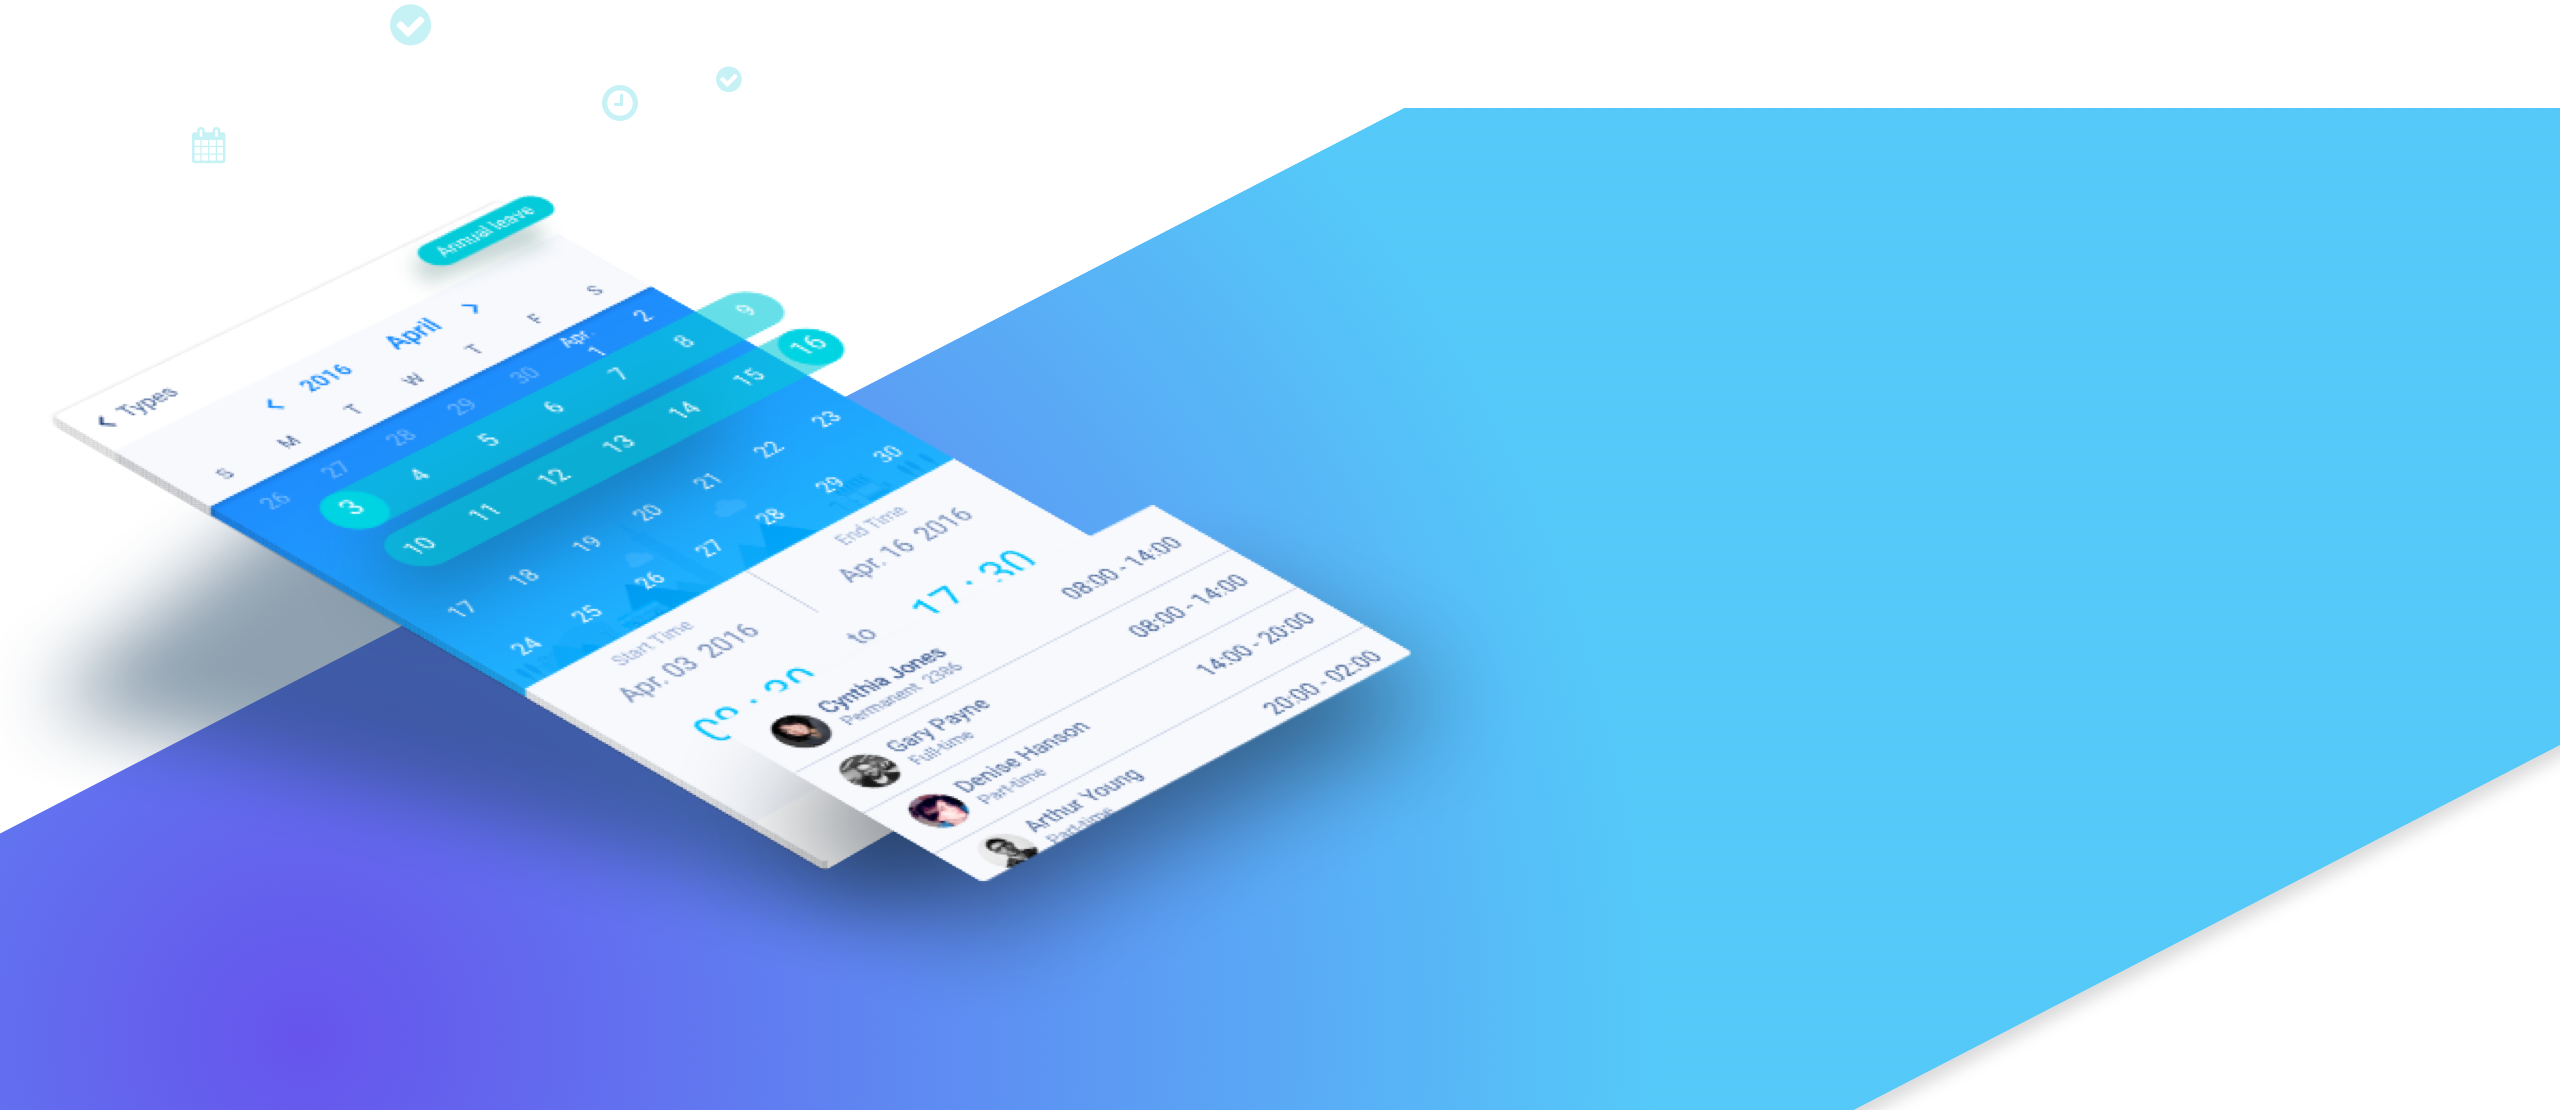 Annual leave
‹ Types
‹ 2016 April ›
S M T W T F S
26 27 28 29 30 Apr. 1 2
3 4 5 6 7 8 9
10 11 12 13 14 15 16
17 18 19 20 21 22 23
24 25 26 27 28 29 30
Start Time
Apr. 03 2016
to
End Time
Apr. 16 2016
17:30
Cynthia Jones
Permanent 2386
08:00 - 14:00
Gary Payne
Full-time
08:00 - 14:00
Denise Hanson
Part-time
14:00 - 20:00
Arthur Young
Part-time
20:00 - 02:00